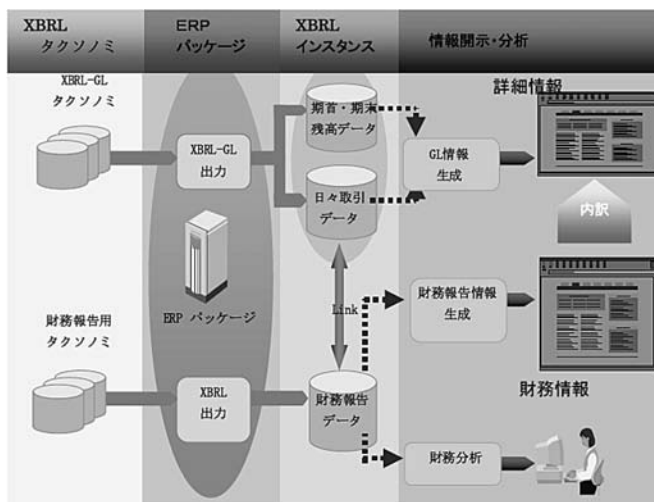 XBRL
タクソノミ
ERP
パッケージ
XBRL
インスタンス
情報開示・分析
XBRL-GL
タクソノミ
XBRL-GL
出力
期首・期末
残高データ
日々取引
データ
GL情報
生成
詳細情報
内訳
ERP パッケージ
Link
財務報告情報
生成
財務報告用
タクソノミ
XBRL
出力
財務報告
データ
財務情報
財務分析